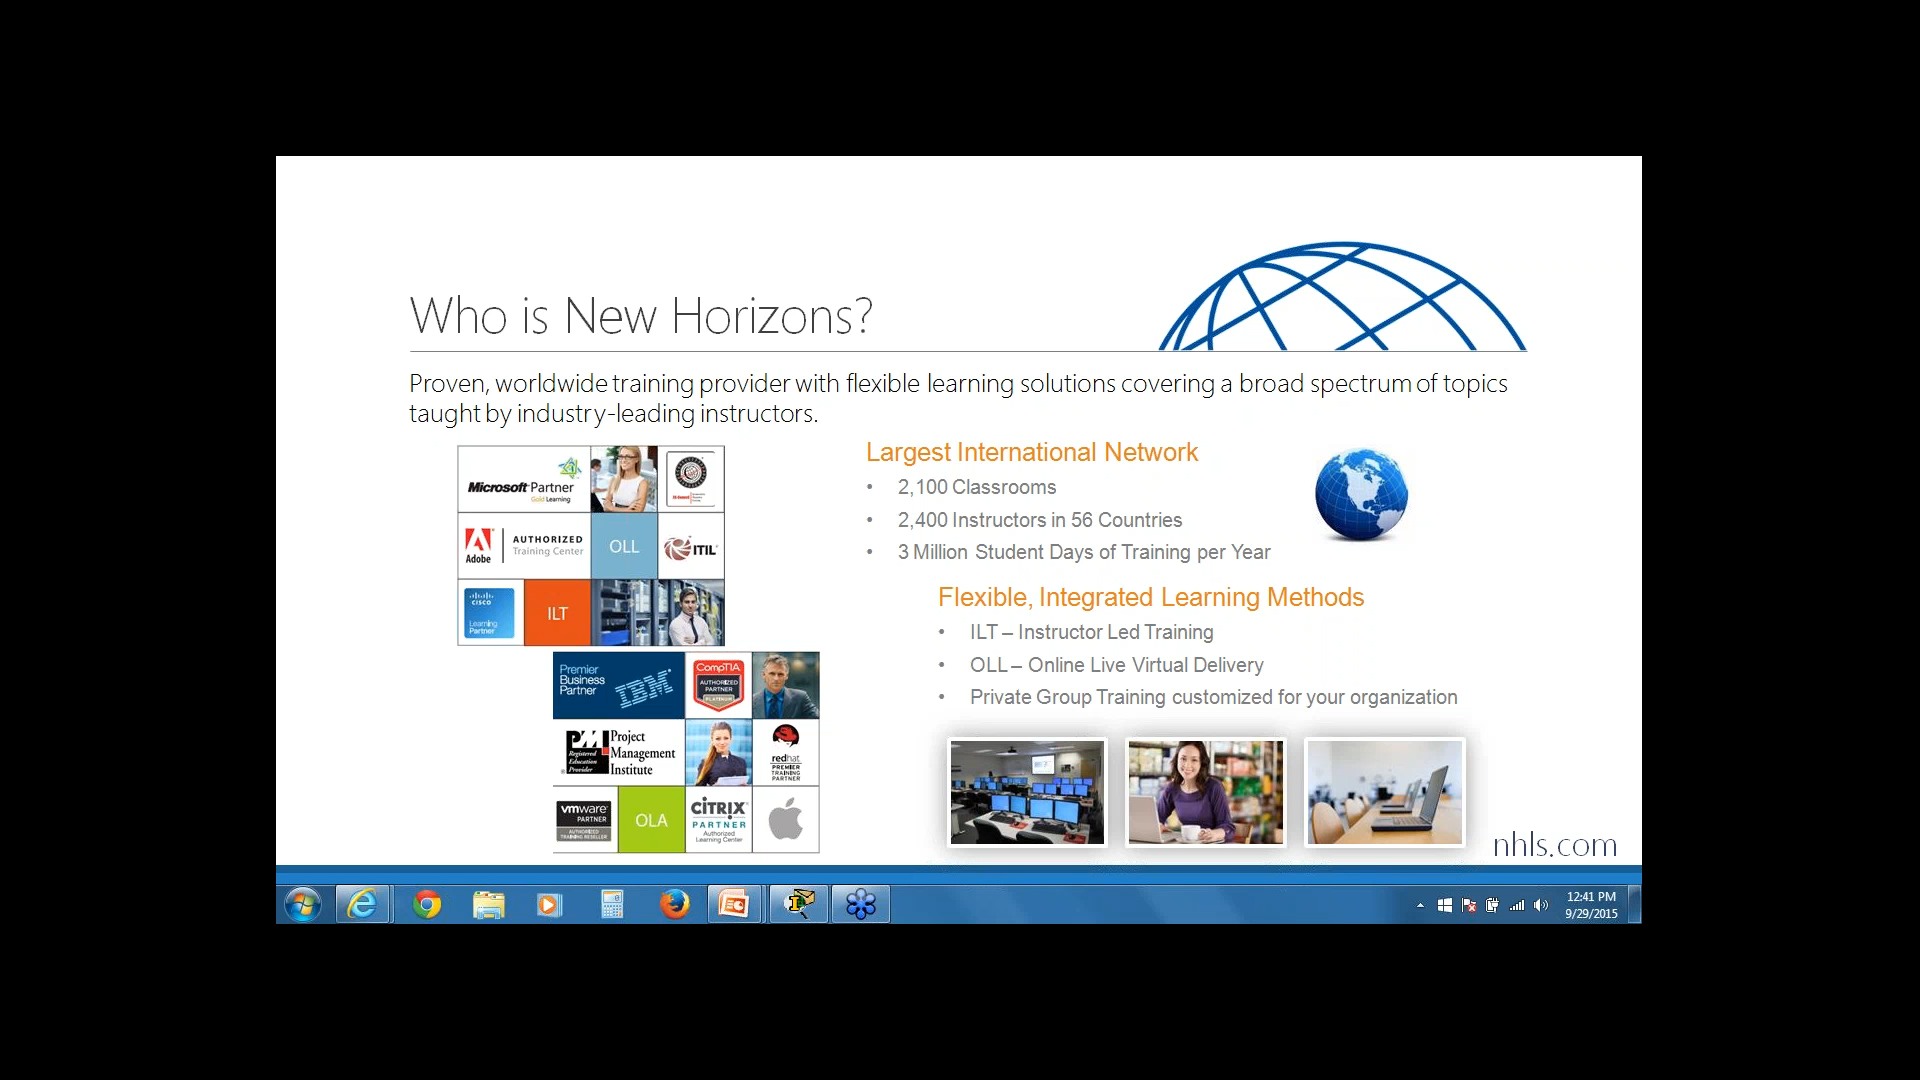 Who is New Horizons?
Proven, worldwide training provider with flexible learning solutions covering a broad spectrum of topics
taught by industry-leading instructors.
Microsoft Partner
Gold Learning
Adobe
AUTHORIZED
Training Center
OLL
ITIL
CISCO
Learning
Partner
ILT
Premier
Business
Partner
IBM
CompTIA
AUTHORIZED
PARTNER
PLATINUM
PMI
Registered
Education
Provider
Project
Management
Institute
redhat
PREMIER
TRAINING
PARTNER
vmware
PARTNER
AUTHORIZED
TRAINING RESELLER
OLA
CITRIX
PARTNER
Authorized
Learning Center
Largest International Network
• 2,100 Classrooms
• 2,400 Instructors in 56 Countries
• 3 Million Student Days of Training per Year
Flexible, Integrated Learning Methods
• ILT – Instructor Led Training
• OLL – Online Live Virtual Delivery
• Private Group Training customized for your organization
nhls.com
12:41 PM
9/29/2015